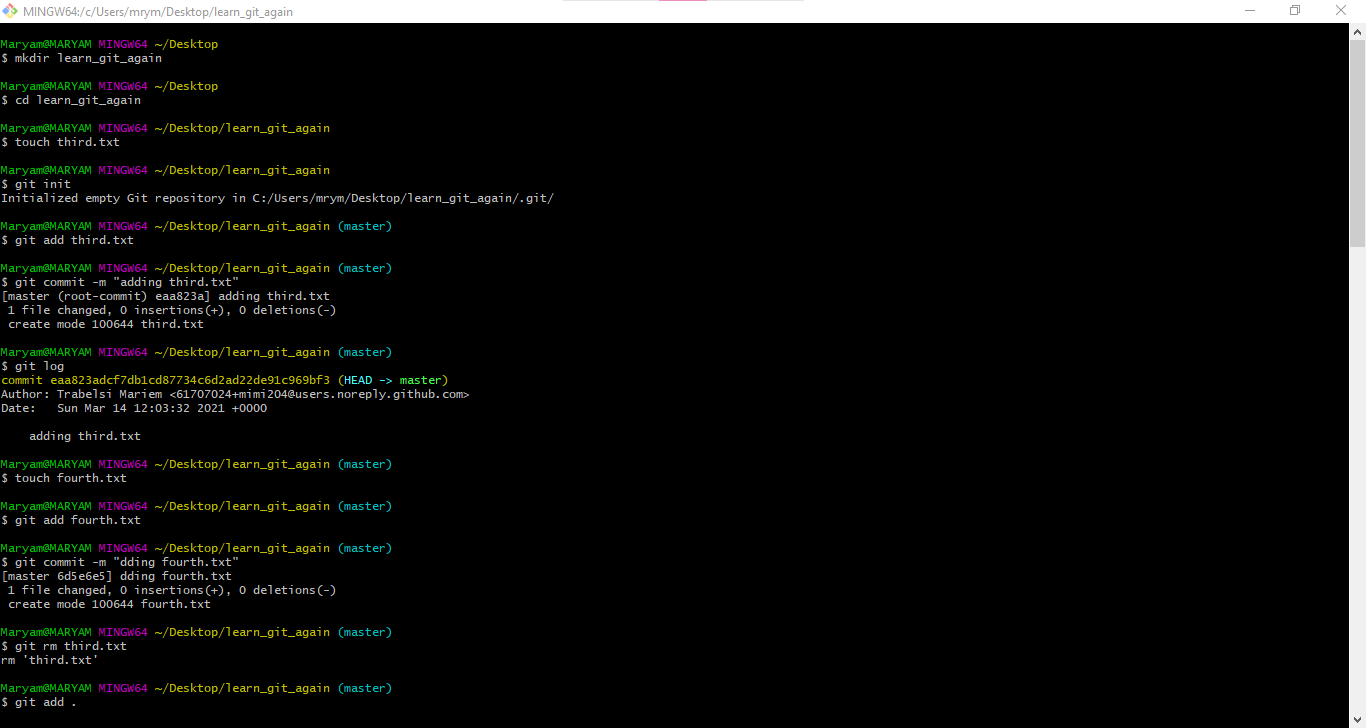 MINGW64:/c/Users/mrym/Desktop/learn_git_again
Maryam@MARYAM MINGW64 ~/Desktop
$ mkdir learn_git_again
Maryam@MARYAM MINGW64 ~/Desktop
$ cd learn_git_again
Maryam@MARYAM MINGW64 ~/Desktop/learn_git_again
$ touch third.txt
Maryam@MARYAM MINGW64 ~/Desktop/learn_git_again
$ git init
Initialized empty Git repository in C:/Users/mrym/Desktop/learn_git_again/.git/
Maryam@MARYAM MINGW64 ~/Desktop/learn_git_again (master)
$ git add third.txt
Maryam@MARYAM MINGW64 ~/Desktop/learn_git_again (master)
$ git commit -m "adding third.txt"
[master (root-commit) eaa823a] adding third.txt
1 file changed, 0 insertions(+), 0 deletions(-)
create mode 100644 third.txt
Maryam@MARYAM MINGW64 ~/Desktop/learn_git_again (master)
$ git log
commit eaa823adcf7db1cd87734c6d2ad22de91c969bf3 (HEAD -> master)
Author: Trabelsi Mariem <61707024+mimi204@users.noreply.github.com>
Date:   Sun Mar 14 12:03:32 2021 +0000
adding third.txt
Maryam@MARYAM MINGW64 ~/Desktop/learn_git_again (master)
$ touch fourth.txt
Maryam@MARYAM MINGW64 ~/Desktop/learn_git_again (master)
$ git add fourth.txt
Maryam@MARYAM MINGW64 ~/Desktop/learn_git_again (master)
$ git commit -m "dding fourth.txt"
[master 6d5e6e5] dding fourth.txt
1 file changed, 0 insertions(+), 0 deletions(-)
create mode 100644 fourth.txt
Maryam@MARYAM MINGW64 ~/Desktop/learn_git_again (master)
$ git rm third.txt
rm 'third.txt'
Maryam@MARYAM MINGW64 ~/Desktop/learn_git_again (master)
$ git add .